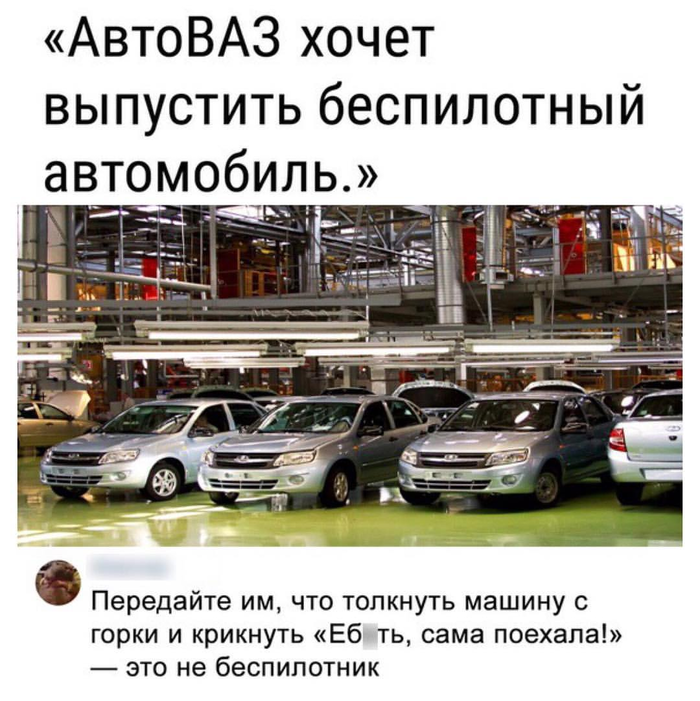 «АвтоВАЗ хочет
выпустить беспилотный
автомобиль.»
Передайте им, что толкнуть машину с
горки и крикнуть «Еб ть, сама поехала!»
— это не беспилотник